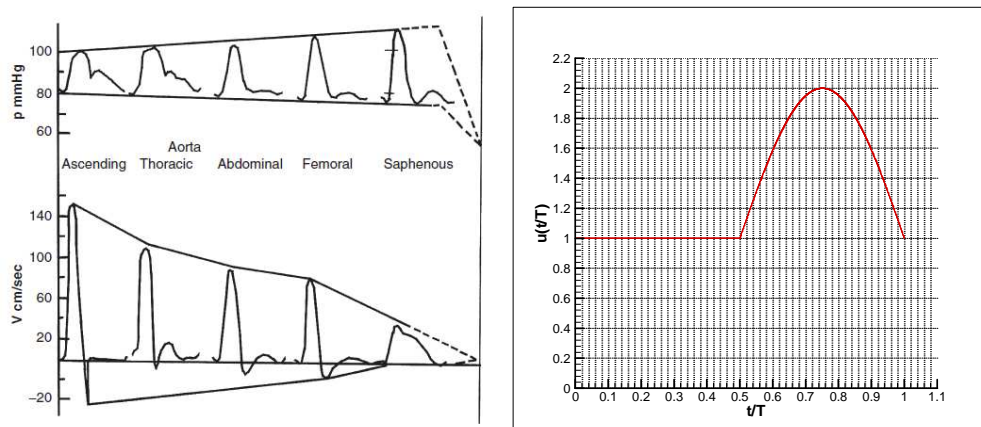 p mmHg
100
80
60
Aorta
Ascending Thoracic Abdominal Femoral Saphenous
V cm/sec
140
100
60
20
−20
u(t/T)
2.2
2
1.8
1.6
1.4
1.2
1
0.8
0.6
0.4
0.2
0
0 0.1 0.2 0.3 0.4 0.5 0.6 0.7 0.8 0.9 1 1.1
t/T